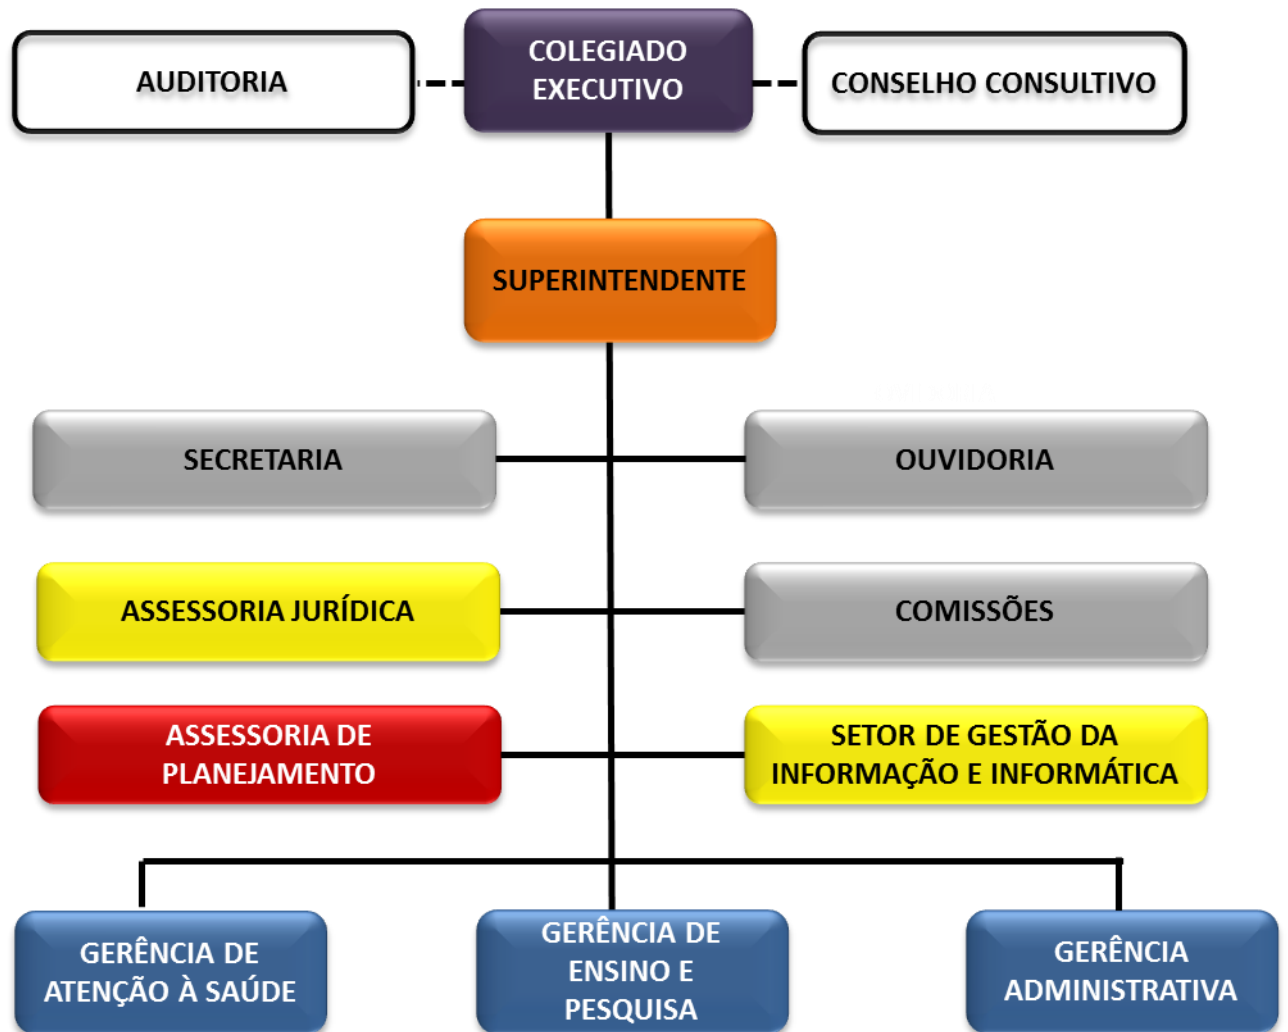 AUDITORIA
COLEGIADO
EXECUTIVO
CONSELHO CONSULTIVO
SUPERINTENDENTE
SECRETARIA
OUVIDORIA
ASSESSORIA JURÍDICA
COMISSÕES
ASSESSORIA DE
PLANEJAMENTO
SETOR DE GESTÃO DA
INFORMAÇÃO E INFORMÁTICA
GERÊNCIA DE
ATENÇÃO À SAÚDE
GERÊNCIA DE
ENSINO E
PESQUISA
GERÊNCIA
ADMINISTRATIVA